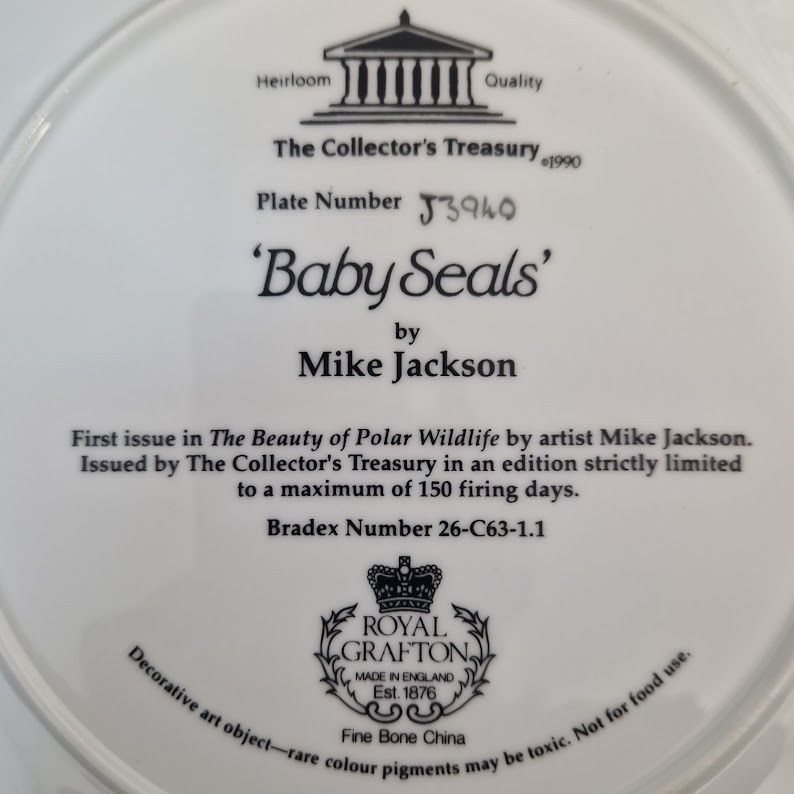 Heirloom Quality
The Collector's Treasury ©1990
Plate Number J3940
'Baby Seals'
by
Mike Jackson
First issue in The Beauty of Polar Wildlife by artist Mike Jackson.
Issued by The Collector's Treasury in an edition strictly limited
to a maximum of 150 firing days.
Bradex Number 26-C63-1.1
ROYAL
GRAFTON
MADE IN ENGLAND
Est. 1876
Fine Bone China
Decorative art object—rare colour pigments may be toxic. Not for food use.